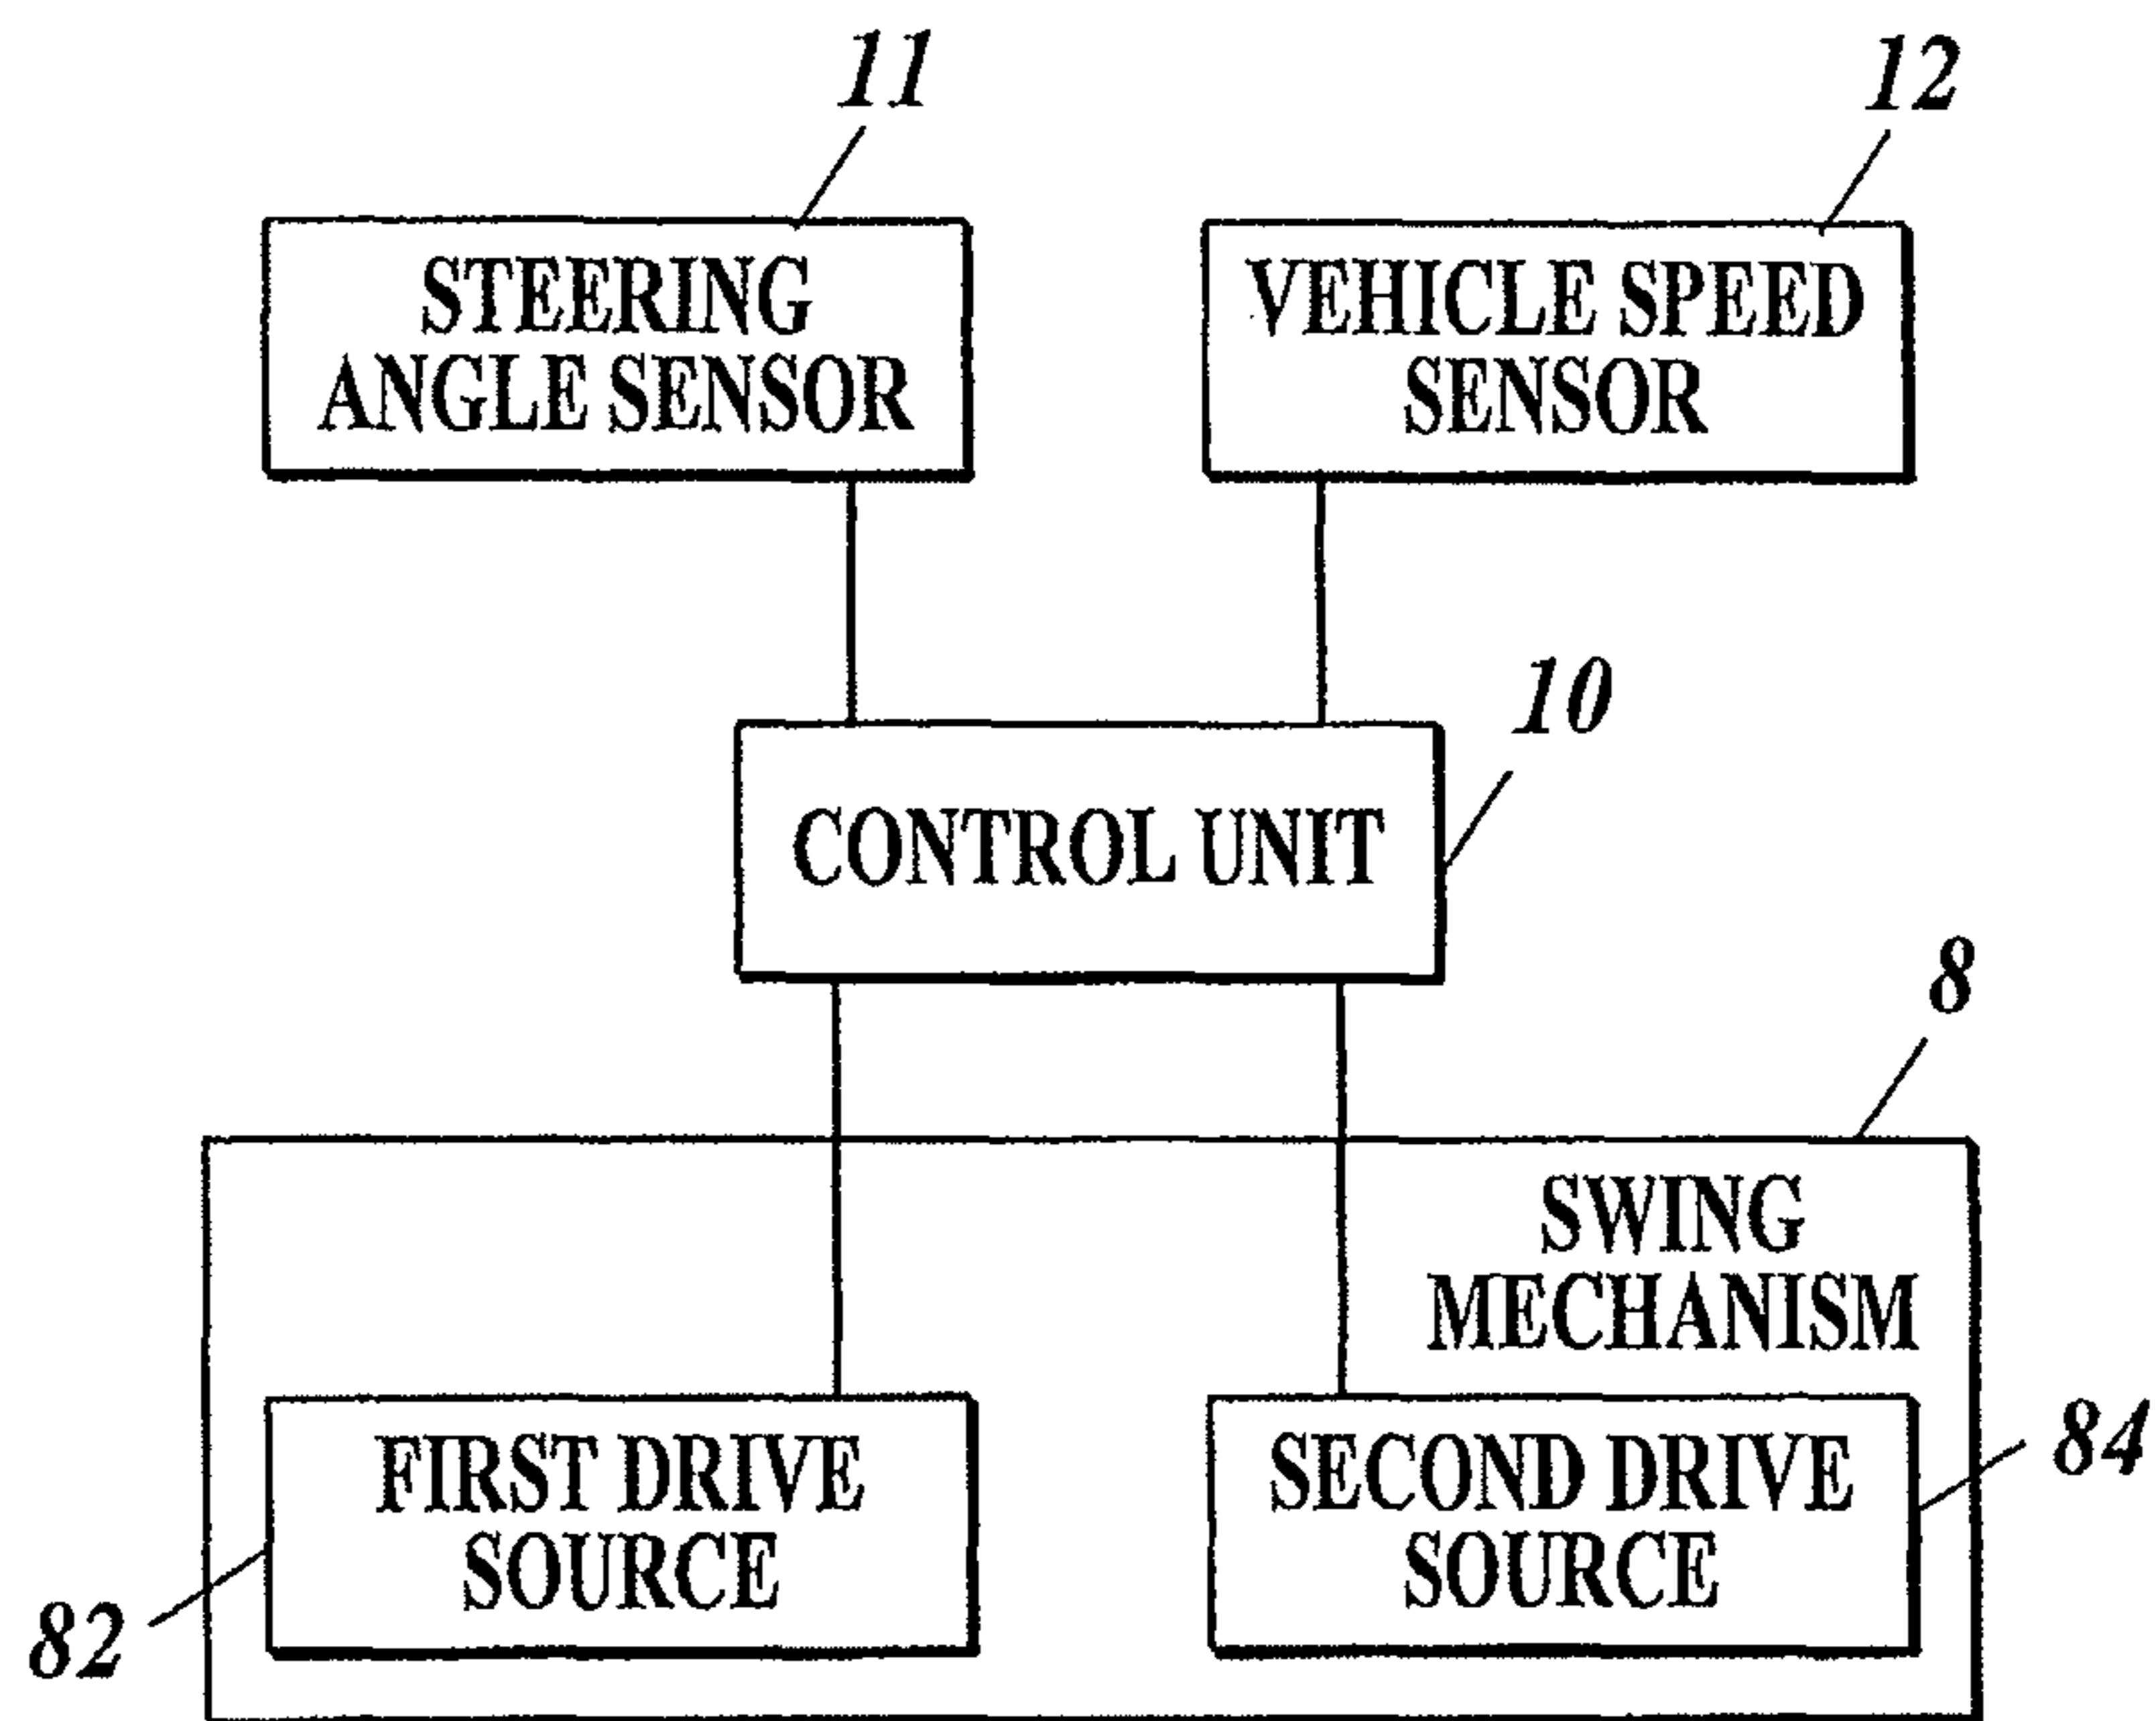 11
12
STEERING
ANGLE SENSOR
VEHICLE SPEED
SENSOR
10
CONTROL UNIT
8
SWING
MECHANISM
FIRST DRIVE
SOURCE
SECOND DRIVE
SOURCE
84
82